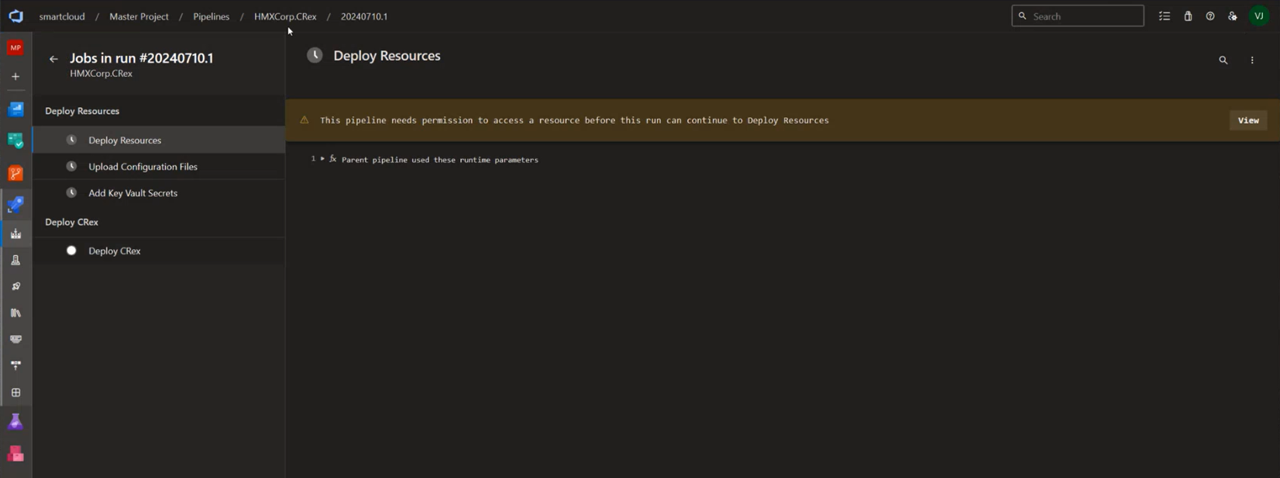 smartcloud / Master Project / Pipelines / HMXCorp.CRex / 20240710.1
Search
VJ
MP
Jobs in run #20240710.1
HMXCorp.CRex
Deploy Resources
Deploy Resources
Upload Configuration Files
Add Key Vault Secrets
Deploy CRex
Deploy CRex
Deploy Resources
This pipeline needs permission to access a resource before this run can continue to Deploy Resources
View
1 fx Parent pipeline used these runtime parameters